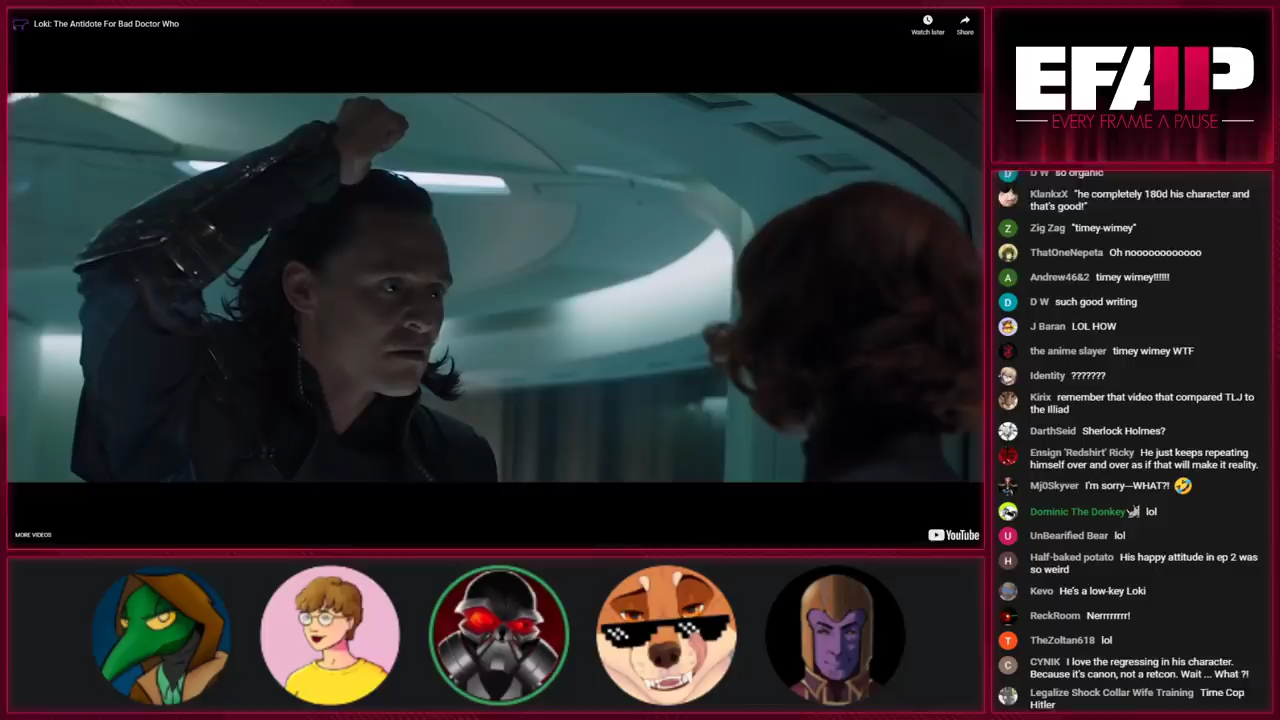 Loki: The Antidote For Bad Doctor Who
Watch later
Share
MORE VIDEOS
YouTube
EFAP
EVERY FRAME A PAUSE
D W so organic
KlankxX "he completely 180d his character and
that's good!"
Zig Zag "timey-wimey"
ThatOneNepeta Oh nooooooooooooo
Andrew46&2 timey wimey!!!!!!
D W such good writing
J Baran LOL HOW
the anime slayer timey wimey WTF
Identity ???????
Kirix remember that video that compared TLJ to
the Illiad
DarthSeid Sherlock Holmes?
Ensign 'Redshirt' Ricky He just keeps repeating
himself over and over as if that will make it reality.
Mj0Skyver I'm sorry—WHAT?! 🤣
Dominic The Donkey lol
UnBearified Bear lol
Half-baked potato His happy attitude in ep 2 was
so weird
Kevo He's a low-key Loki
ReckRoom Nerrrrrrr!
TheZoltan618 lol
CYNIK I love the regressing in his character.
Because it's canon, not a retcon. Wait ... What ?!
Legalize Shock Collar Wife Training Time Cop
Hitler
D
Z
A
D
U
H
T
C